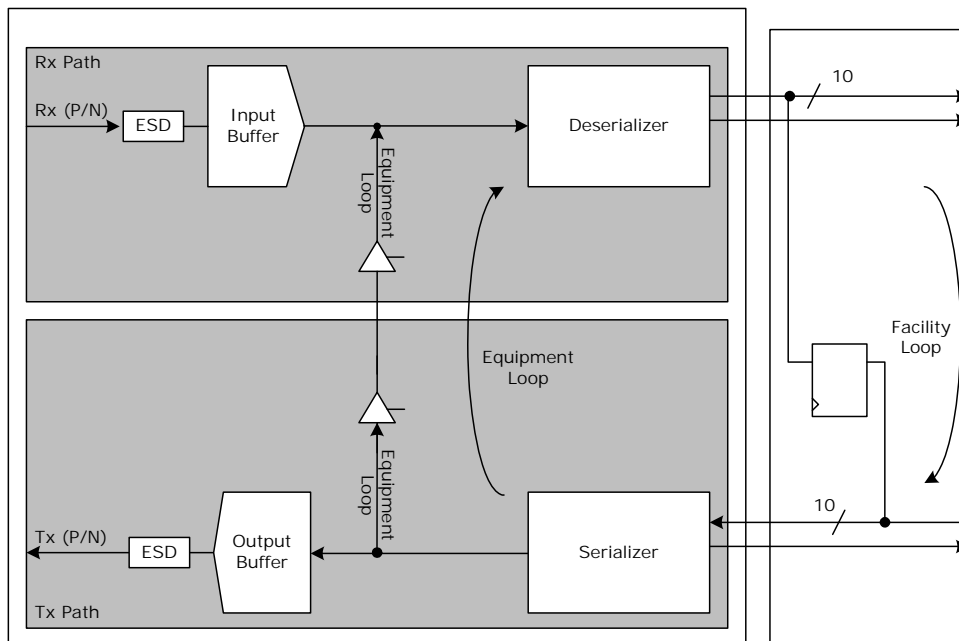 Rx Path
Rx (P/N)
ESD
Input
Buffer
Equipment
Loop
Deserializer
10
Equipment
Loop
Facility
Loop
Equipment
Loop
Tx (P/N)
ESD
Output
Buffer
Serializer
10
Tx Path